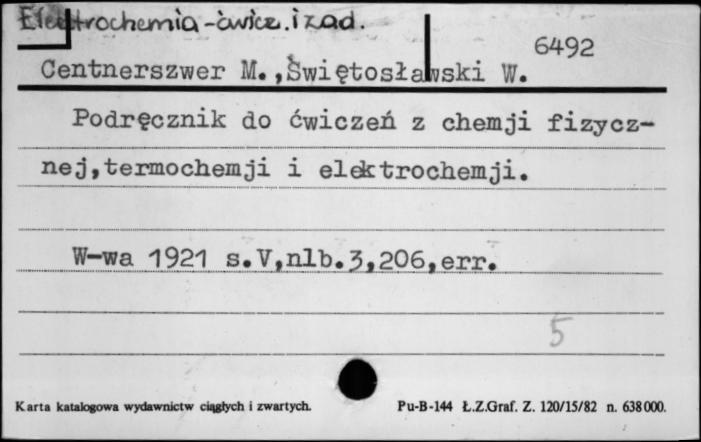 Elektrochemia-ćwicz. i zad.
6492
Centnerszwer M.,Świętosławski W.
Podręcznik do ćwiczeń z chemji fizycz-
nej,termochemji i elektrochemji.
W-wa 1921 s.V,nlb.3,206,err.
5
Karta katalogowa wydawnictw ciągłych i zwartych.
Pu-B-144 Ł.Z.Graf. Z. 120/15/82 n. 638000.